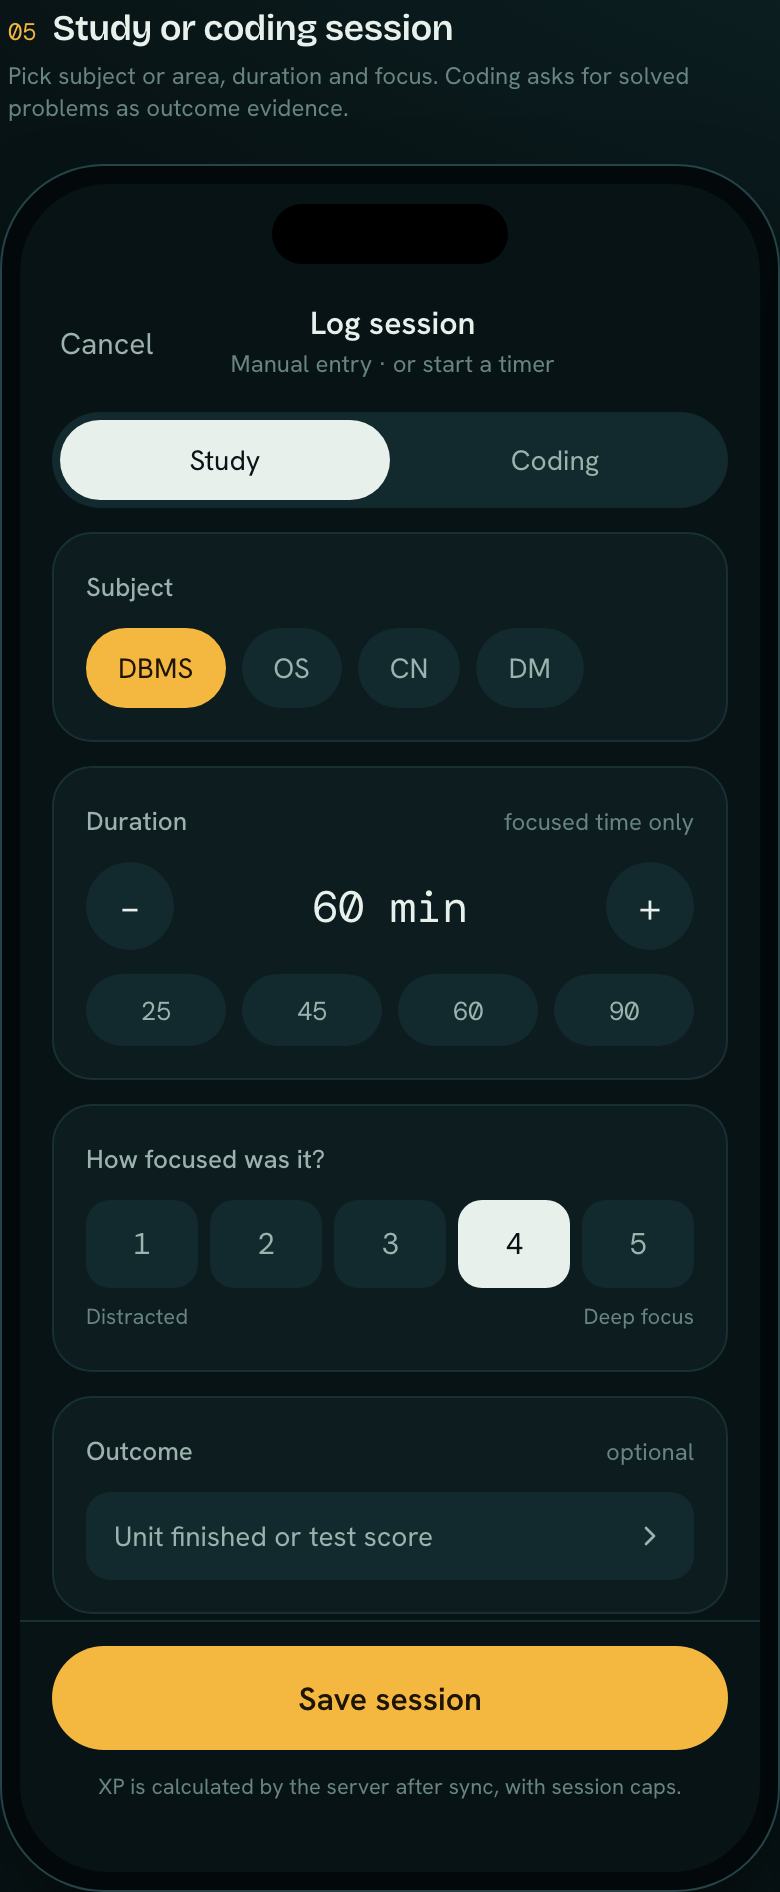 05 Study or coding session
Pick subject or area, duration and focus. Coding asks for solved
problems as outcome evidence.
Cancel
Log session
Manual entry · or start a timer
Study Coding
Subject
DBMS OS CN DM
Duration focused time only
− 60 min +
25 45 60 90
How focused was it?
1 2 3 4 5
Distracted Deep focus
Outcome optional
Unit finished or test score
Save session
XP is calculated by the server after sync, with session caps.